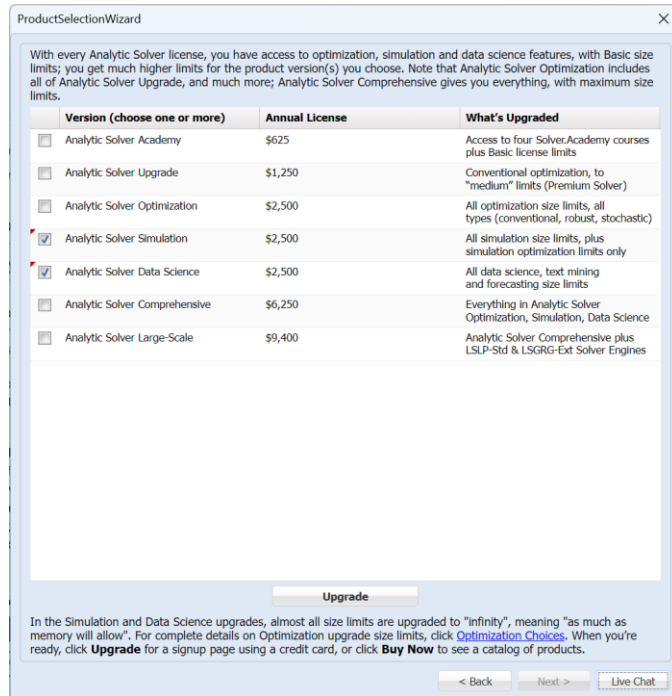 ProductSelectionWizard
With every Analytic Solver license, you have access to optimization, simulation and data science features, with Basic size
limits; you get much higher limits for the product version(s) you choose. Note that Analytic Solver Optimization includes
all of Analytic Solver Upgrade, and much more; Analytic Solver Comprehensive gives you everything, with maximum size
limits.
Version (choose one or more) Annual License What's Upgraded
Analytic Solver Academy $625 Access to four Solver.Academy courses
plus Basic license limits
Analytic Solver Upgrade $1,250 Conventional optimization, to
"medium" limits (Premium Solver)
Analytic Solver Optimization $2,500 All optimization size limits, all
types (conventional, robust, stochastic)
Analytic Solver Simulation $2,500 All simulation size limits, plus
simulation optimization limits only
Analytic Solver Data Science $2,500 All data science, text mining
and forecasting size limits
Analytic Solver Comprehensive $6,250 Everything in Analytic Solver
Optimization, Simulation, Data Science
Analytic Solver Large-Scale $9,400 Analytic Solver Comprehensive plus
LSLP-Std & LSGRG-Ext Solver Engines
Upgrade
In the Simulation and Data Science upgrades, almost all size limits are upgraded to "infinity", meaning "as much as
memory will allow". For complete details on Optimization upgrade size limits, click Optimization Choices. When you're
ready, click Upgrade for a signup page using a credit card, or click Buy Now to see a catalog of products.
< Back Next > Live Chat